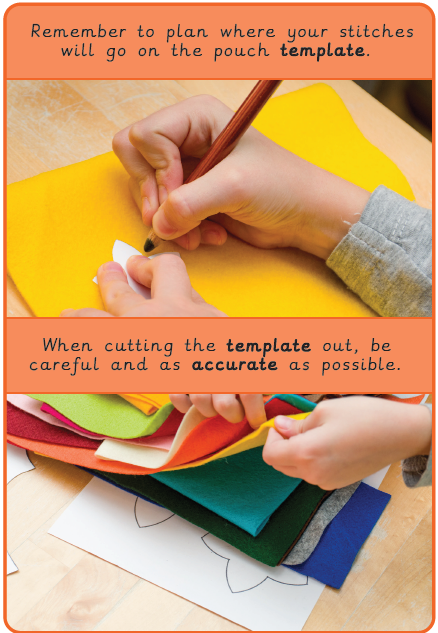 Remember to plan where your stitches
will go on the pouch template.
When cutting the template out, be
careful and as accurate as possible.